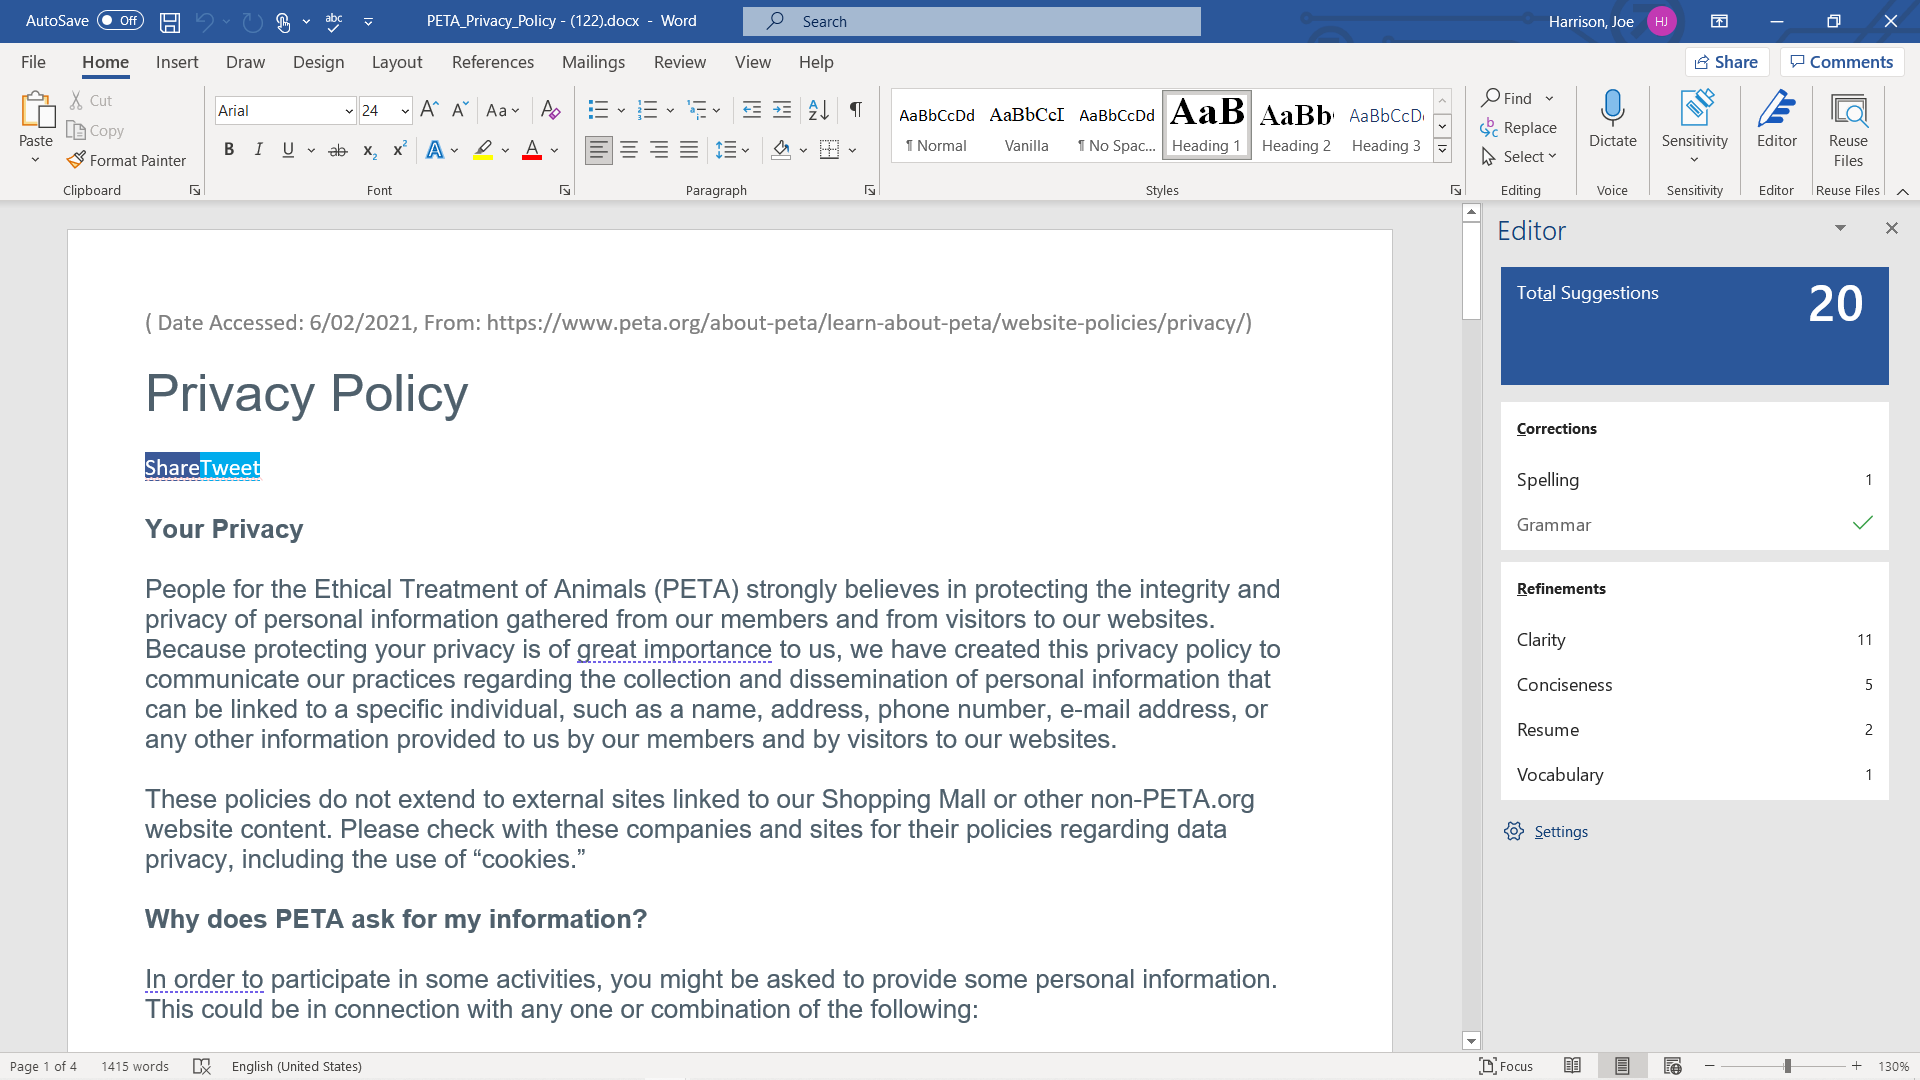 AutoSave Off abc PETA_Privacy_Policy - (122).docx - Word Search Harrison, Joe HJ
File Home Insert Draw Design Layout References Mailings Review View Help Share Comments
Paste
Cut
Copy
Format Painter
Clipboard
Arial 24
Font
Paragraph
AaBbCcDd ¶ Normal
AaBbCcI Vanilla
AaBbCcDd ¶ No Spac...
AaB Heading 1
AaBb Heading 2
AaBbCcD Heading 3
Styles
Find
Replace
Select
Editing
Dictate
Voice
Sensitivity
Sensitivity
Editor
Editor
Reuse
Files
Reuse Files
( Date Accessed: 6/02/2021, From: https://www.peta.org/about-peta/learn-about-peta/website-policies/privacy/)
Privacy Policy
ShareTweet
Your Privacy
People for the Ethical Treatment of Animals (PETA) strongly believes in protecting the integrity and
privacy of personal information gathered from our members and from visitors to our websites.
Because protecting your privacy is of great importance to us, we have created this privacy policy to
communicate our practices regarding the collection and dissemination of personal information that
can be linked to a specific individual, such as a name, address, phone number, e-mail address, or
any other information provided to us by our members and by visitors to our websites.
These policies do not extend to external sites linked to our Shopping Mall or other non-PETA.org
website content. Please check with these companies and sites for their policies regarding data
privacy, including the use of “cookies.”
Why does PETA ask for my information?
In order to participate in some activities, you might be asked to provide some personal information.
This could be in connection with any one or combination of the following:
Editor
Total Suggestions 20
Corrections
Spelling 1
Grammar
Refinements
Clarity 11
Conciseness 5
Resume 2
Vocabulary 1
Settings
Page 1 of 4 1415 words English (United States) Focus 130%